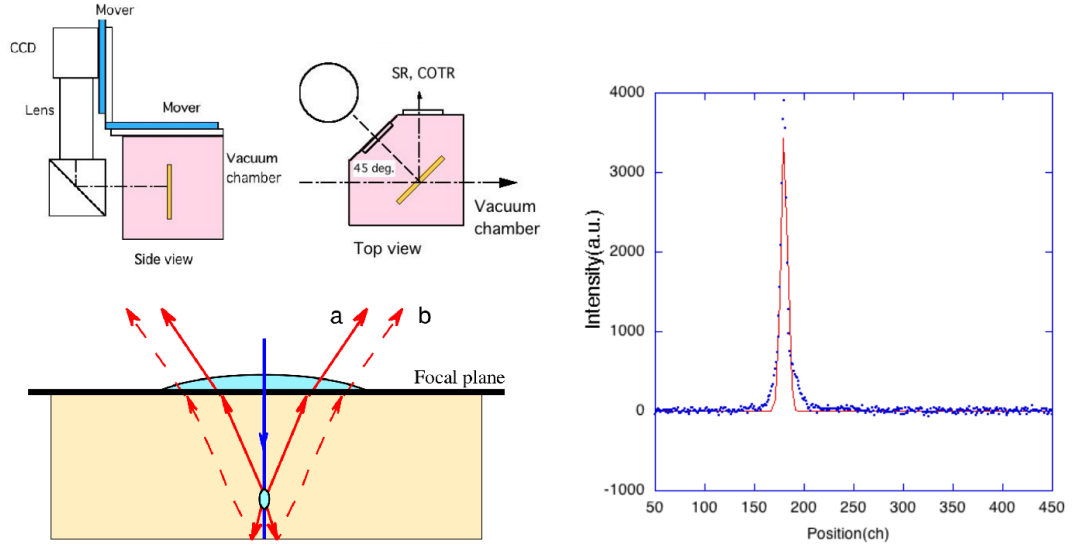 Mover
CCD
Lens
Mover
Vacuum
chamber
Side view
SR, COTR
45 deg.
Vacuum
chamber
Top view
a
b
Focal plane
Intensity(a.u.)
4000
3000
2000
1000
0
-1000
50 100 150 200 250 300 350 400 450
Position(ch)